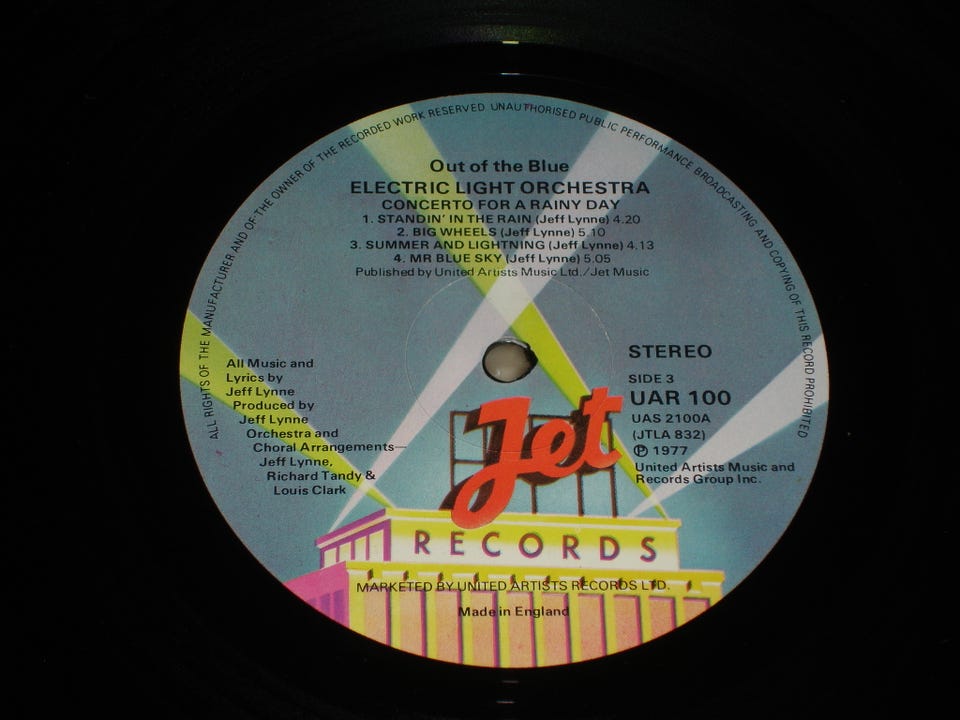 ALL RIGHTS OF THE MANUFACTURER AND OF THE OWNER OF THE RECORDED WORK RESERVED UNAUTHORISED PUBLIC PERFORMANCE BROADCASTING AND COPYING OF THIS RECORD PROHIBITED
Out of the Blue
ELECTRIC LIGHT ORCHESTRA
CONCERTO FOR A RAINY DAY
1. STANDIN' IN THE RAIN (Jeff Lynne) 4.20
2. BIG WHEELS (Jeff Lynne) 5.10
3. SUMMER AND LIGHTNING (Jeff Lynne) 4.13
4. MR BLUE SKY (Jeff Lynne) 5.05
Published by United Artists Music Ltd./Jet Music
All Music and
Lyrics by
Jeff Lynne
Produced by
Jeff Lynne
Orchestra and
Choral Arrangements—
Jeff Lynne,
Richard Tandy &
Louis Clark
STEREO
SIDE 3
UAR 100
UAS 2100A
(JTLA 832)
℗ 1977
United Artists Music and
Records Group Inc.
Jet
RECORDS
MARKETED BY UNITED ARTISTS RECORDS LTD.
Made in England